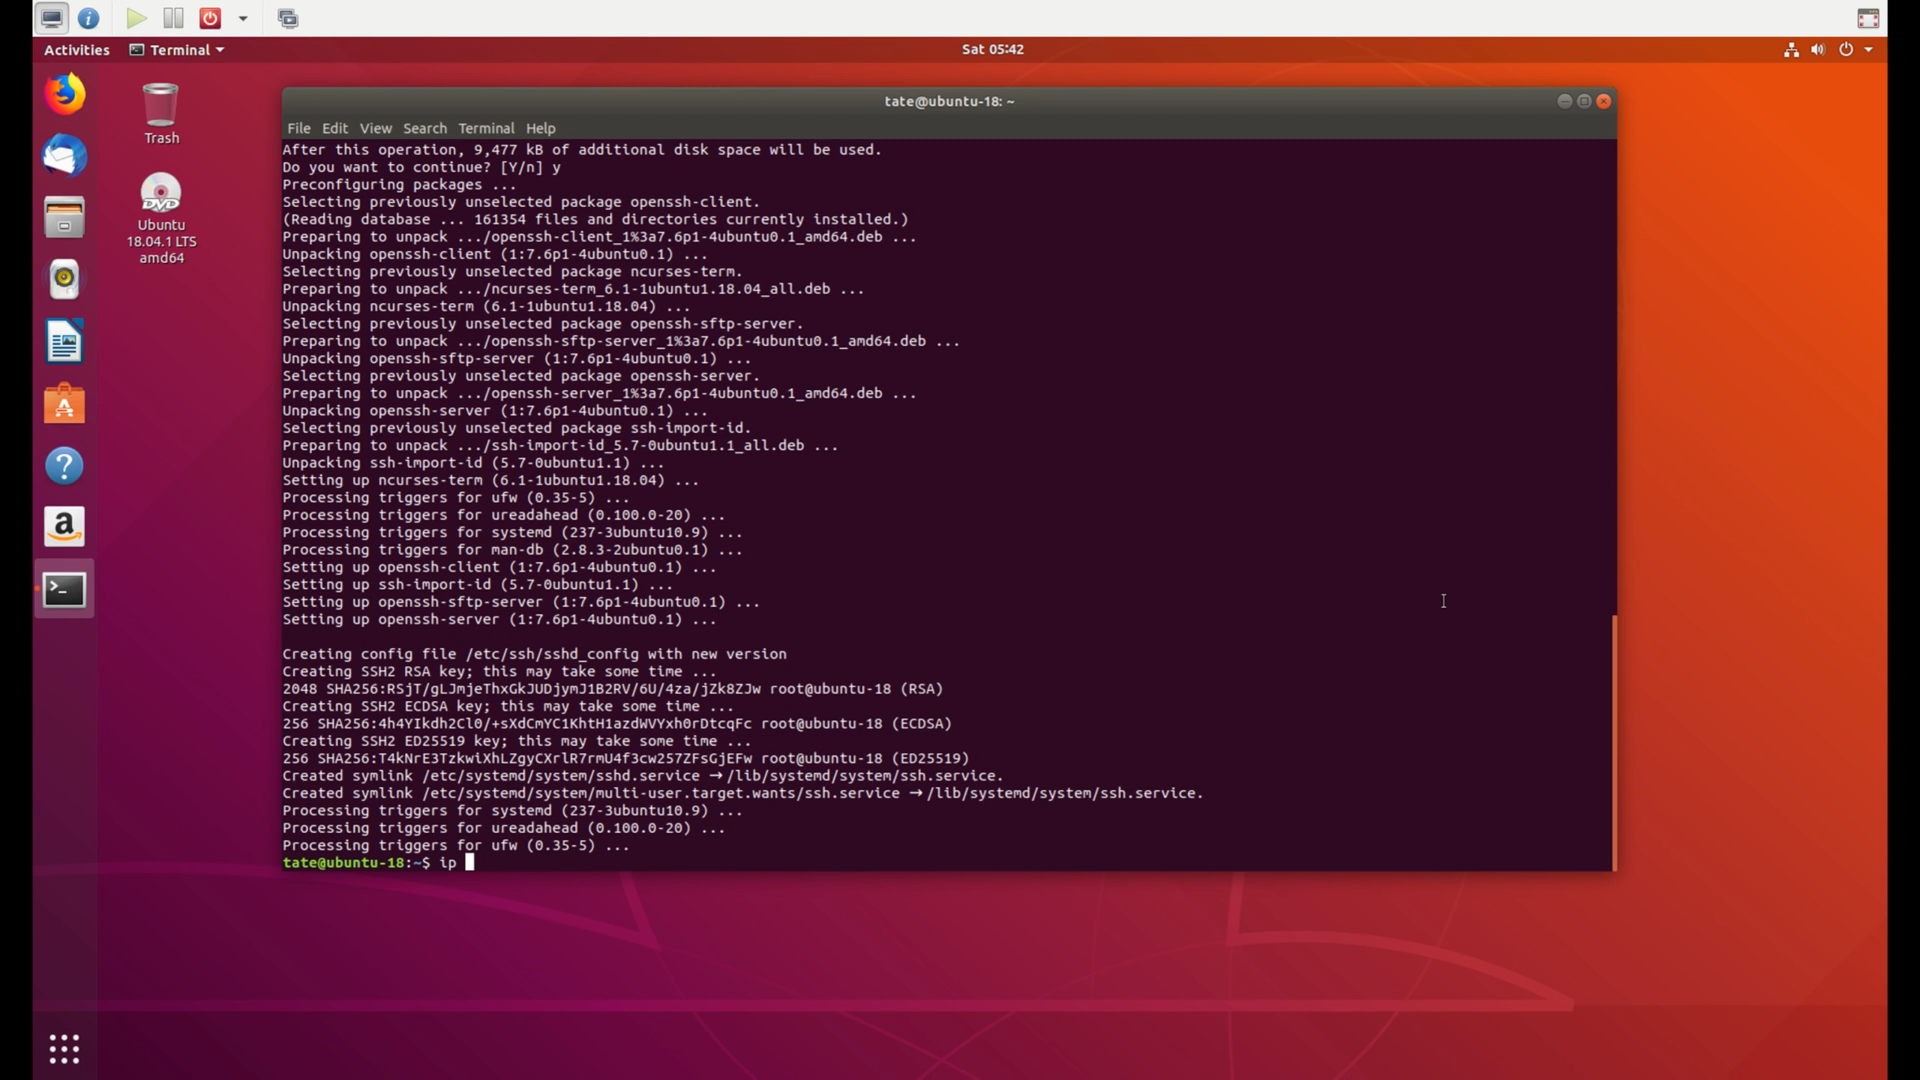 Activities
Terminal
Sat 05:42
Trash
Ubuntu
18.04.1 LTS
amd64
tate@ubuntu-18: ~
File Edit View Search Terminal Help
After this operation, 9,477 kB of additional disk space will be used.
Do you want to continue? [Y/n] y
Preconfiguring packages ...
Selecting previously unselected package openssh-client.
(Reading database ... 161354 files and directories currently installed.)
Preparing to unpack .../openssh-client_1%3a7.6p1-4ubuntu0.1_amd64.deb ...
Unpacking openssh-client (1:7.6p1-4ubuntu0.1) ...
Selecting previously unselected package ncurses-term.
Preparing to unpack .../ncurses-term_6.1-1ubuntu1.18.04_all.deb ...
Unpacking ncurses-term (6.1-1ubuntu1.18.04) ...
Selecting previously unselected package openssh-sftp-server.
Preparing to unpack .../openssh-sftp-server_1%3a7.6p1-4ubuntu0.1_amd64.deb ...
Unpacking openssh-sftp-server (1:7.6p1-4ubuntu0.1) ...
Selecting previously unselected package openssh-server.
Preparing to unpack .../openssh-server_1%3a7.6p1-4ubuntu0.1_amd64.deb ...
Unpacking openssh-server (1:7.6p1-4ubuntu0.1) ...
Selecting previously unselected package ssh-import-id.
Preparing to unpack .../ssh-import-id_5.7-0ubuntu1.1_all.deb ...
Unpacking ssh-import-id (5.7-0ubuntu1.1) ...
Setting up ncurses-term (6.1-1ubuntu1.18.04) ...
Processing triggers for ufw (0.35-5) ...
Processing triggers for ureadahead (0.100.0-20) ...
Processing triggers for systemd (237-3ubuntu10.9) ...
Processing triggers for man-db (2.8.3-2ubuntu0.1) ...
Setting up openssh-client (1:7.6p1-4ubuntu0.1) ...
Setting up ssh-import-id (5.7-0ubuntu1.1) ...
Setting up openssh-sftp-server (1:7.6p1-4ubuntu0.1) ...
Setting up openssh-server (1:7.6p1-4ubuntu0.1) ...
Creating config file /etc/ssh/sshd_config with new version
Creating SSH2 RSA key; this may take some time ...
2048 SHA256:RSjT/gLJmjeThxGkJUDjymJ1B2RV/6U/4za/jZk8ZJw root@ubuntu-18 (RSA)
Creating SSH2 ECDSA key; this may take some time ...
256 SHA256:4h4YIkdh2Cl0/+sXdCmYC1KhtH1azdWVYxh0rDtcqFc root@ubuntu-18 (ECDSA)
Creating SSH2 ED25519 key; this may take some time ...
256 SHA256:T4kNrE3TzkwiXhLZgyCXrlR7rmU4f3cw257ZFsGjEFw root@ubuntu-18 (ED25519)
Created symlink /etc/systemd/system/sshd.service → /lib/systemd/system/ssh.service.
Created symlink /etc/systemd/system/multi-user.target.wants/ssh.service → /lib/systemd/system/ssh.service.
Processing triggers for systemd (237-3ubuntu10.9) ...
Processing triggers for ureadahead (0.100.0-20) ...
Processing triggers for ufw (0.35-5) ...
tate@ubuntu-18:~$ ip